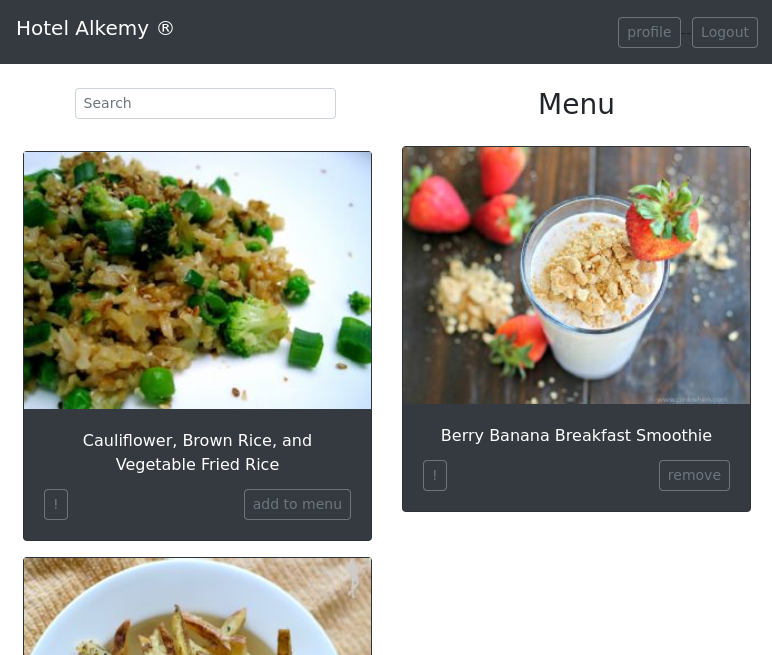 Hotel Alkemy ®
profile
Logout
Search
Menu
Cauliflower, Brown Rice, and
Vegetable Fried Rice
!
add to menu
Berry Banana Breakfast Smoothie
!
remove